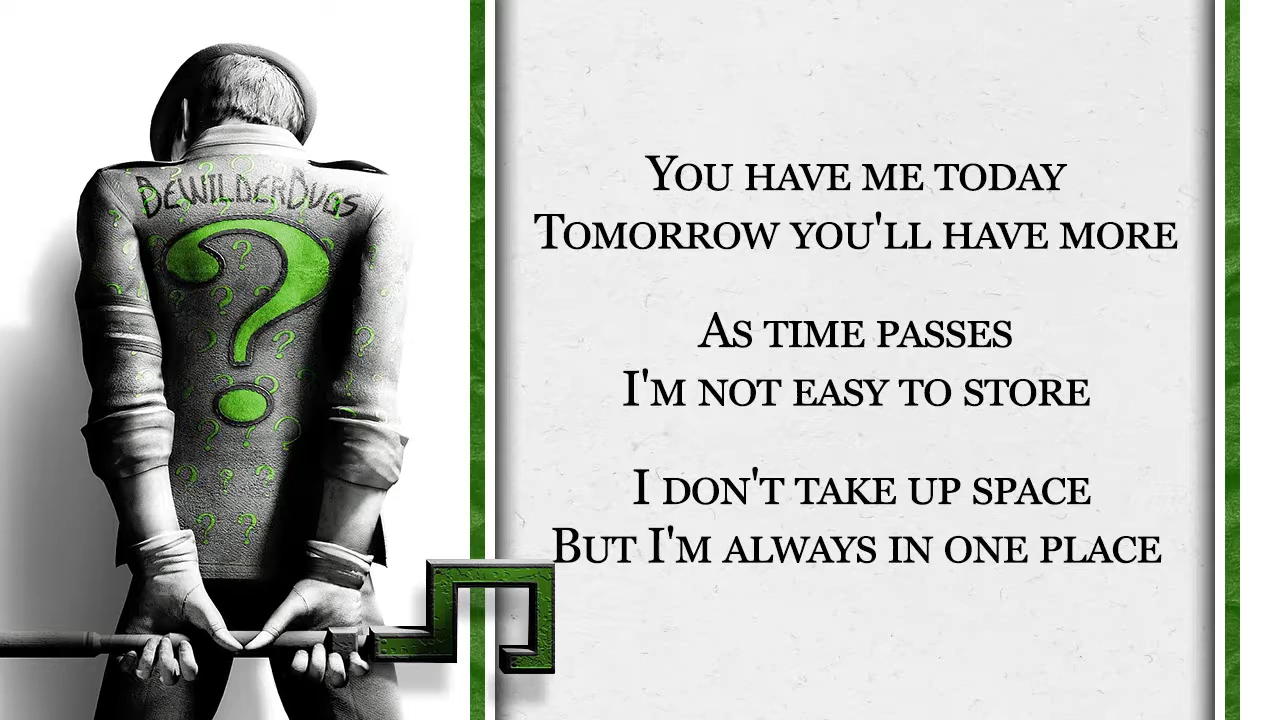 BewilderBugs
You have me today
Tomorrow you'll have more
As time passes
I'm not easy to store
I don't take up space
But I'm always in one place